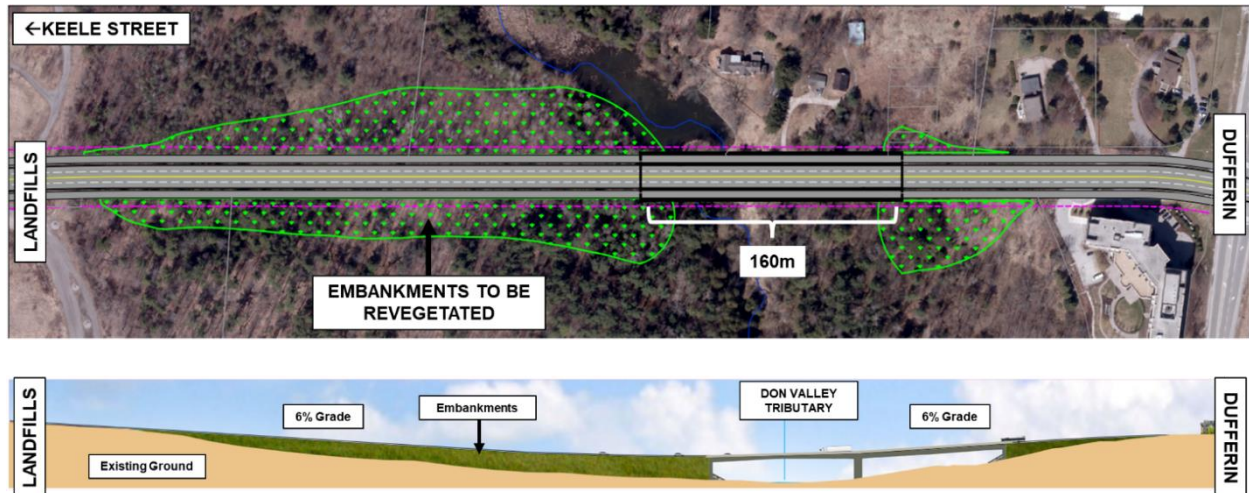 ←KEELE STREET
LANDFILLS
DUFFERIN
160m
EMBANKMENTS TO BE
REVEGETATED
LANDFILLS
6% Grade
Embankments
DON VALLEY
TRIBUTARY
6% Grade
DUFFERIN
Existing Ground